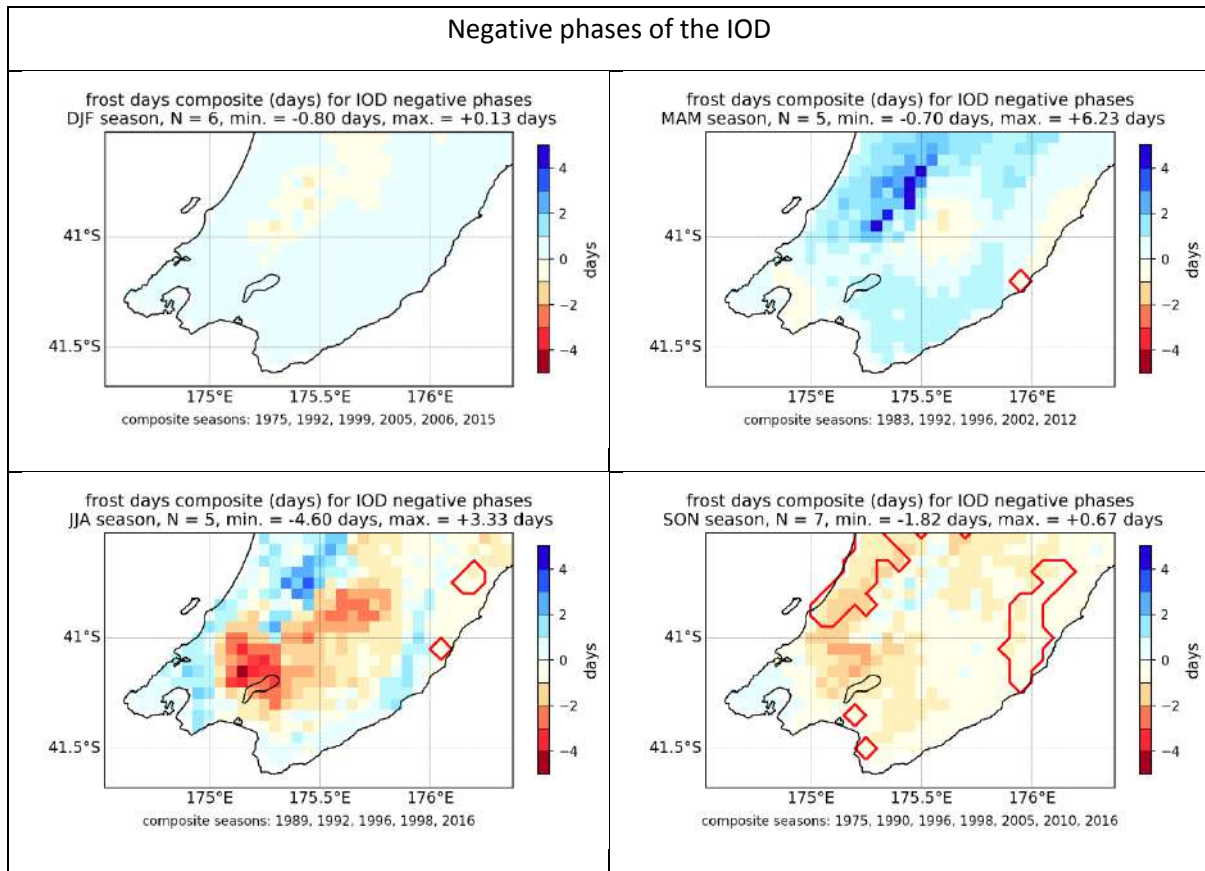 Negative phases of the IOD
frost days composite (days) for IOD negative phases
DJF season, N = 6, min. = -0.80 days, max. = +0.13 days
41°S
41.5°S
175°E
175.5°E
176°E
4
2
0
−2
−4
days
composite seasons: 1975, 1992, 1999, 2005, 2006, 2015
frost days composite (days) for IOD negative phases
MAM season, N = 5, min. = -0.70 days, max. = +6.23 days
41°S
41.5°S
175°E
175.5°E
176°E
4
2
0
−2
−4
days
composite seasons: 1983, 1992, 1996, 2002, 2012
frost days composite (days) for IOD negative phases
JJA season, N = 5, min. = -4.60 days, max. = +3.33 days
41°S
41.5°S
175°E
175.5°E
176°E
4
2
0
−2
−4
days
composite seasons: 1989, 1992, 1996, 1998, 2016
frost days composite (days) for IOD negative phases
SON season, N = 7, min. = -1.82 days, max. = +0.67 days
41°S
41.5°S
175°E
175.5°E
176°E
4
2
0
−2
−4
days
composite seasons: 1975, 1990, 1996, 1998, 2005, 2010, 2016